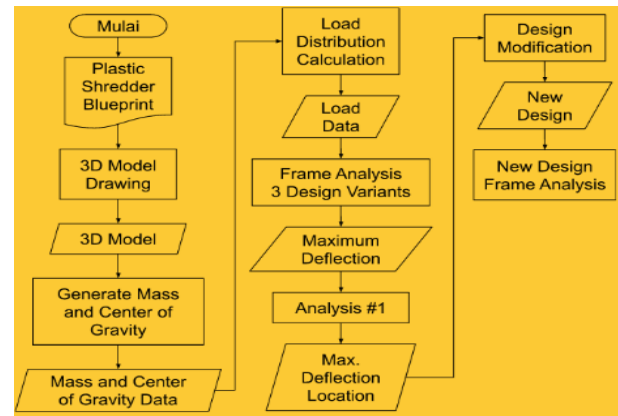 Mulai
Plastic
Shredder
Blueprint
3D Model
Drawing
3D Model
Generate Mass
and Center of
Gravity
Mass and Center
of Gravity Data
Load
Distribution
Calculation
Load
Data
Frame Analysis
3 Design Variants
Maximum
Deflection
Analysis #1
Max.
Deflection
Location
Design
Modification
New
Design
New Design
Frame Analysis